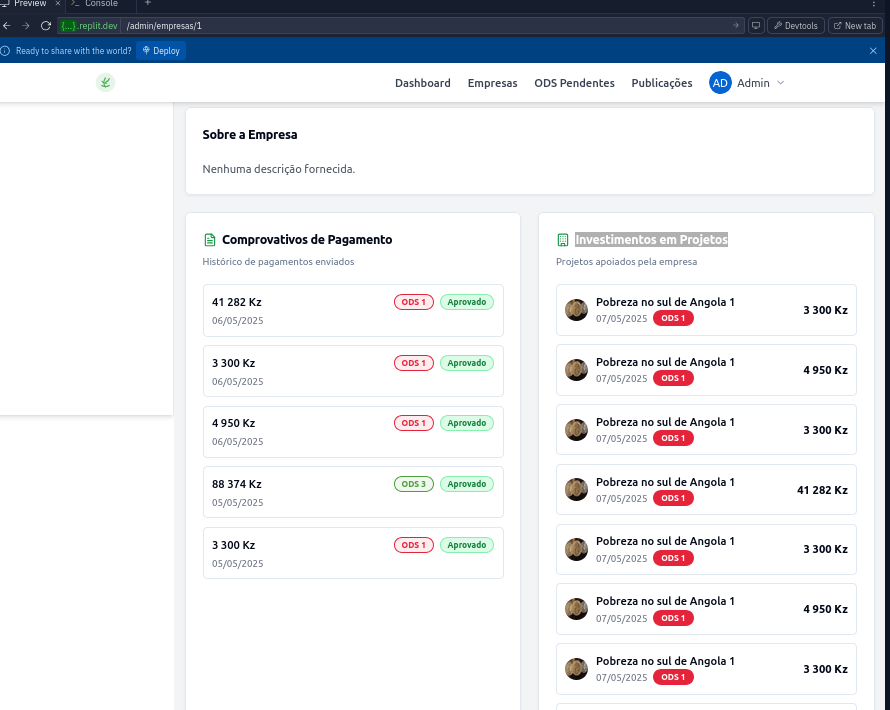 Preview × >_ Console +
{...}.replit.dev /admin/empresas/1 Devtools New tab
Ready to share with the world? Deploy ×
Dashboard Empresas ODS Pendentes Publicações AD Admin
Sobre a Empresa
Nenhuma descrição fornecida.
Comprovativos de Pagamento
Histórico de pagamentos enviados
41 282 Kz ODS 1 Aprovado
06/05/2025
3 300 Kz ODS 1 Aprovado
06/05/2025
4 950 Kz ODS 1 Aprovado
06/05/2025
88 374 Kz ODS 3 Aprovado
05/05/2025
3 300 Kz ODS 1 Aprovado
05/05/2025
Investimentos em Projetos
Projetos apoiados pela empresa
Pobreza no sul de Angola 1
07/05/2025 ODS 1 3 300 Kz
Pobreza no sul de Angola 1
07/05/2025 ODS 1 4 950 Kz
Pobreza no sul de Angola 1
07/05/2025 ODS 1 3 300 Kz
Pobreza no sul de Angola 1
07/05/2025 ODS 1 41 282 Kz
Pobreza no sul de Angola 1
07/05/2025 ODS 1 3 300 Kz
Pobreza no sul de Angola 1
07/05/2025 ODS 1 4 950 Kz
Pobreza no sul de Angola 1
07/05/2025 ODS 1 3 300 Kz